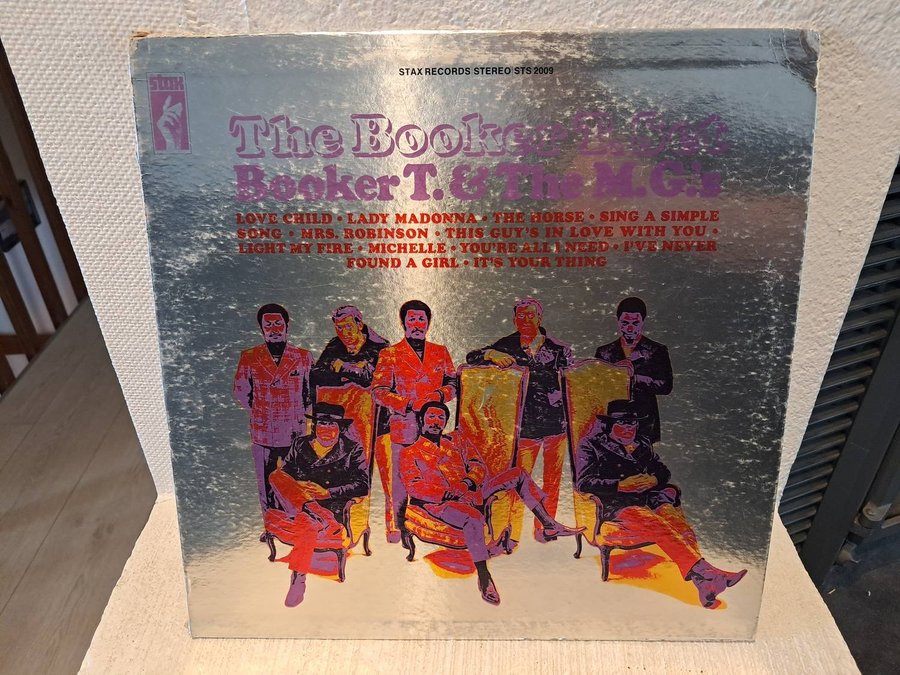 STAX RECORDS STEREO STS 2009
stax
The Booker T. Set
Booker T. & The M.G.'s
LOVE CHILD • LADY MADONNA • THE HORSE • SING A SIMPLE
SONG • MRS. ROBINSON • THIS GUY'S IN LOVE WITH YOU •
LIGHT MY FIRE • MICHELLE • YOU'RE ALL I NEED • I'VE NEVER
FOUND A GIRL • IT'S YOUR THING